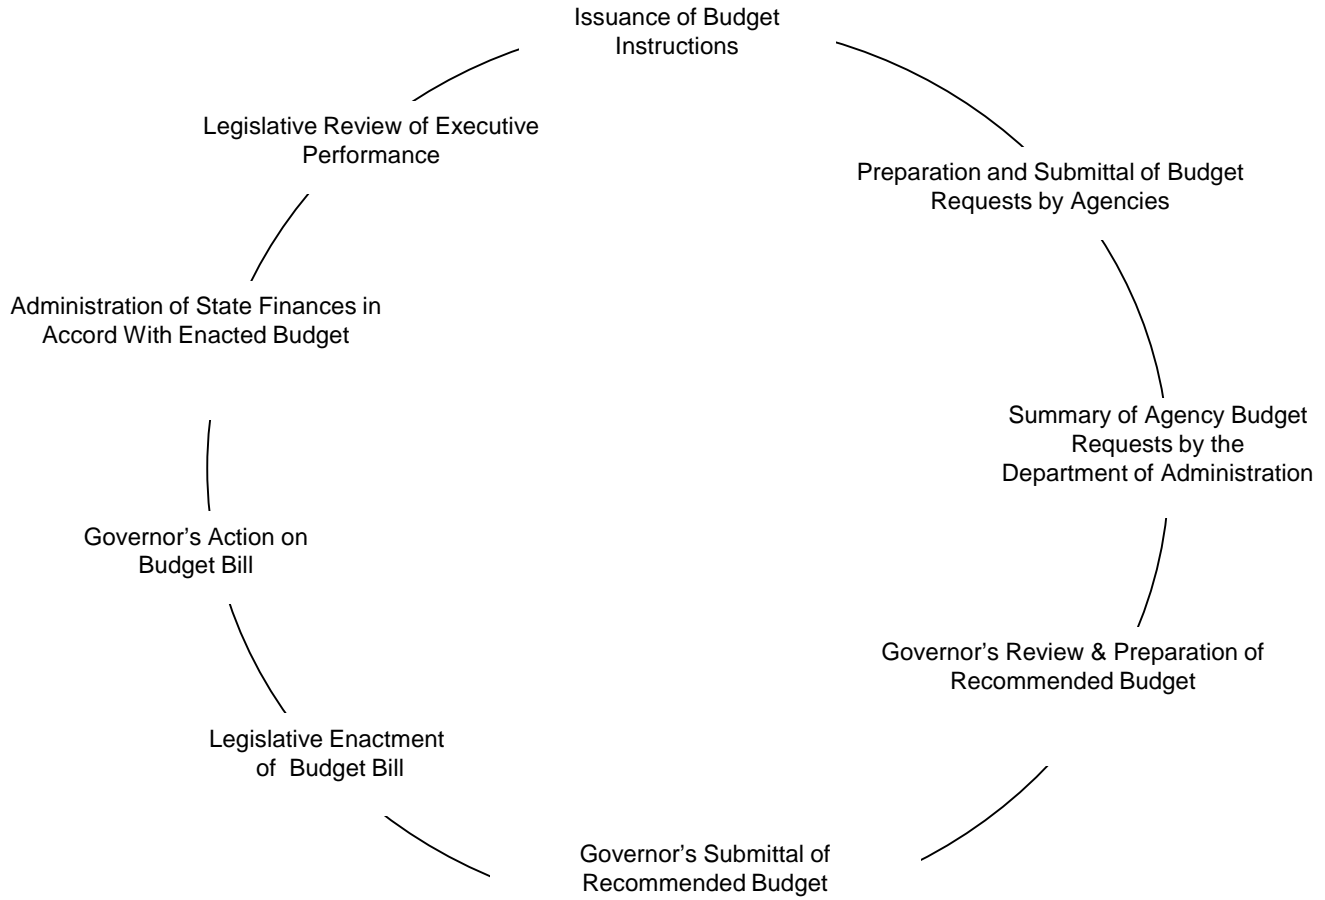 Issuance of Budget
Instructions
Legislative Review of Executive
Performance
Preparation and Submittal of Budget
Requests by Agencies
Administration of State Finances in
Accord With Enacted Budget
Summary of Agency Budget
Requests by the
Department of Administration
Governor’s Action on
Budget Bill
Governor’s Review & Preparation of
Recommended Budget
Legislative Enactment
of Budget Bill
Governor’s Submittal of
Recommended Budget